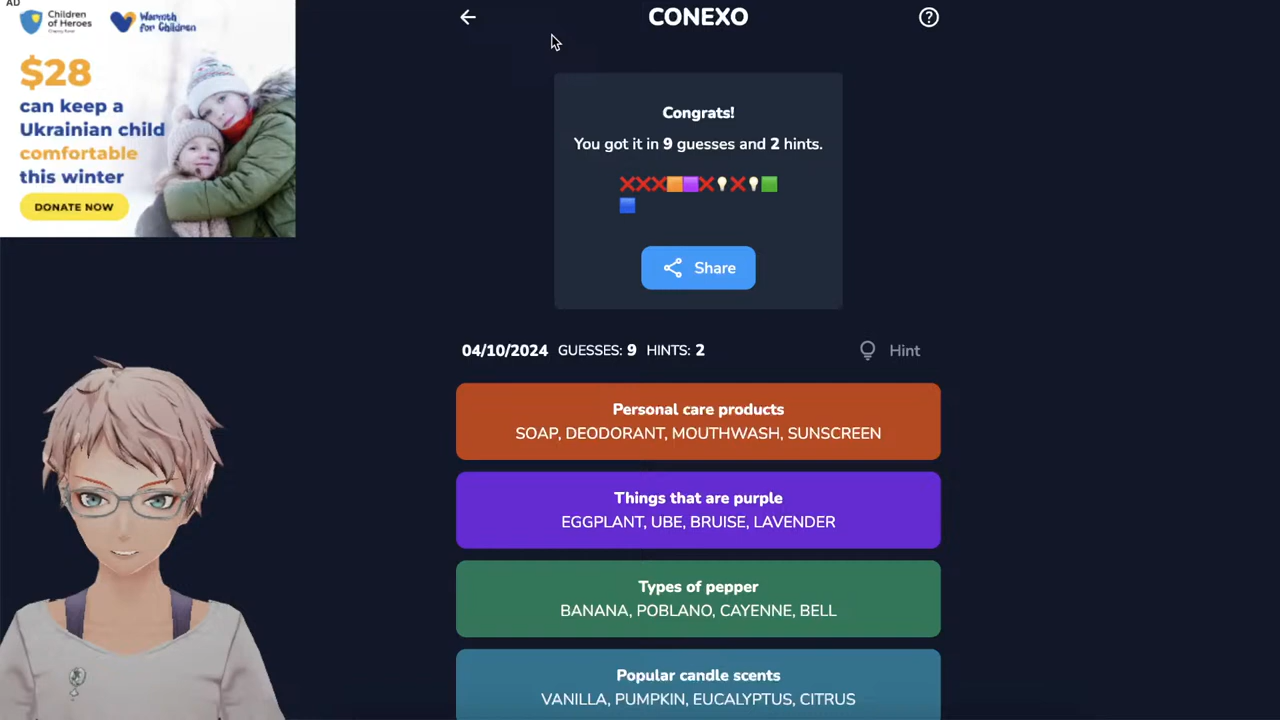 AD
Children
of Heroes
Charity Fund
Warmth
for Children
$28
can keep a
Ukrainian child
comfortable
this winter
DONATE NOW
CONEXO
Congrats!
You got it in 9 guesses and 2 hints.
Share
04/10/2024 GUESSES: 9 HINTS: 2
Hint
Personal care products
SOAP, DEODORANT, MOUTHWASH, SUNSCREEN
Things that are purple
EGGPLANT, UBE, BRUISE, LAVENDER
Types of pepper
BANANA, POBLANO, CAYENNE, BELL
Popular candle scents
VANILLA, PUMPKIN, EUCALYPTUS, CITRUS